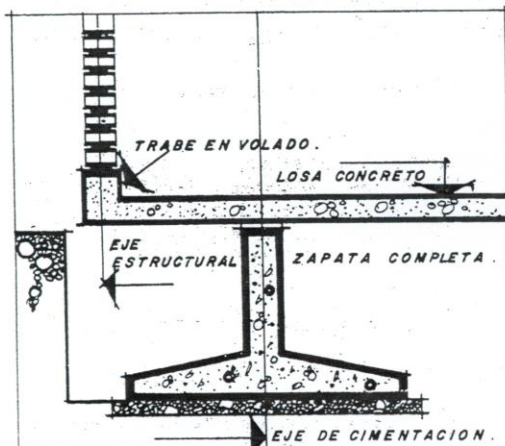 TRABE EN VOLADO.
LOSA CONCRETO
EJE
ESTRUCTURAL
ZAPATA COMPLETA.
EJE DE CIMENTACION.